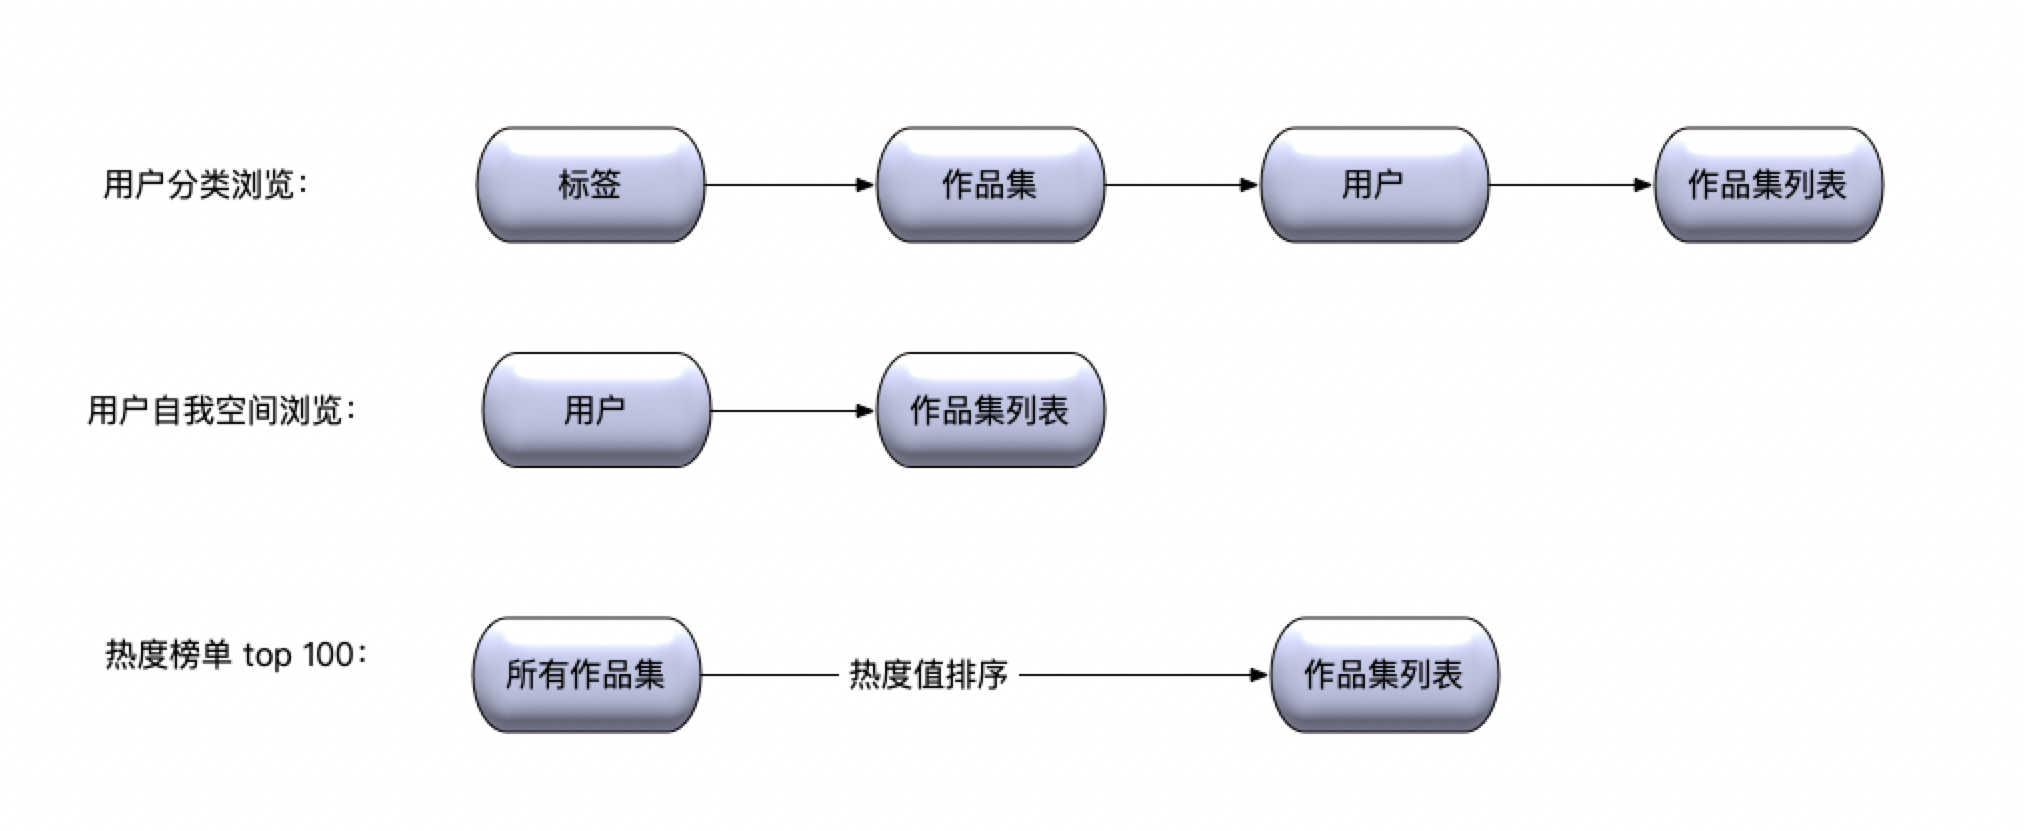 用户分类浏览：
标签
作品集
用户
作品集列表
用户自我空间浏览：
用户
作品集列表
热度榜单 top 100：
所有作品集
热度值排序
作品集列表